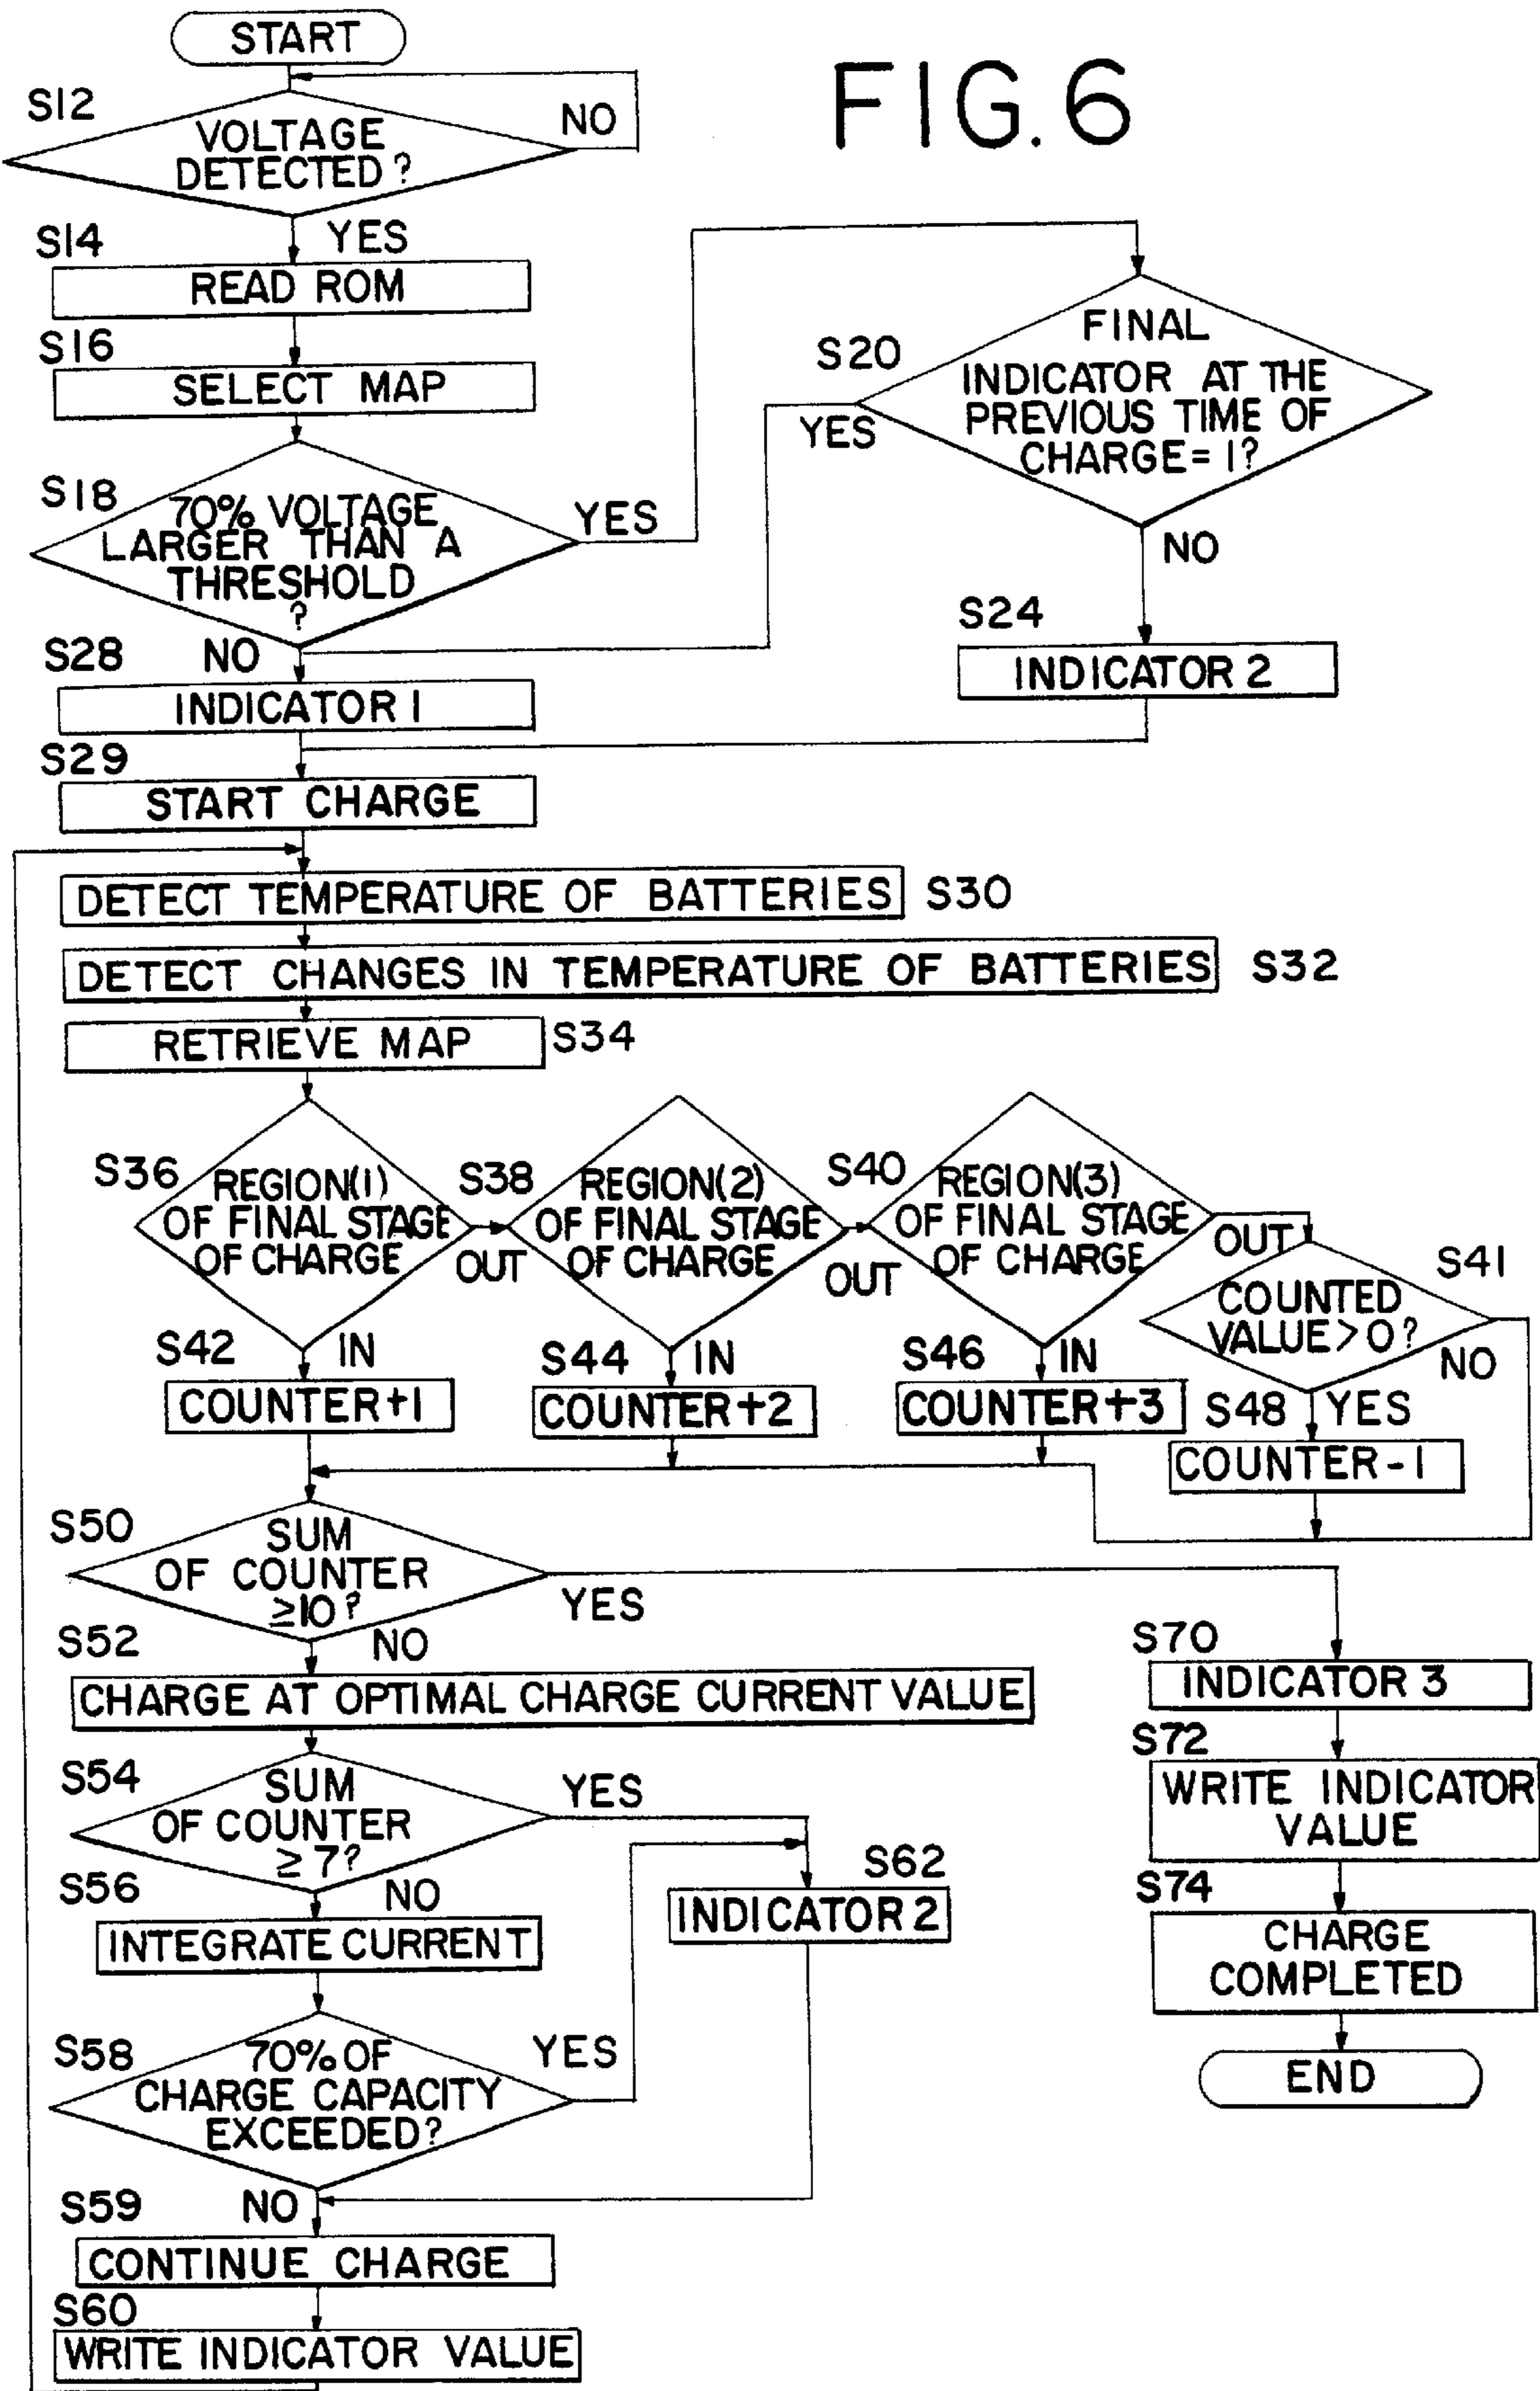 START
FIG. 6
S12
VOLTAGE
DETECTED?
NO
YES
S14
READ ROM
S16
SELECT MAP
S18
70% VOLTAGE
LARGER THAN A
THRESHOLD
?
YES
NO
S20
FINAL
INDICATOR AT THE
PREVIOUS TIME OF
CHARGE=1?
YES
NO
S24
INDICATOR 2
S28
INDICATOR 1
S29
START CHARGE
DETECT TEMPERATURE OF BATTERIES
S30
DETECT CHANGES IN TEMPERATURE OF BATTERIES
S32
RETRIEVE MAP
S34
S36
REGION(1)
OF FINAL STAGE
OF CHARGE
OUT
IN
S38
REGION(2)
OF FINAL STAGE
OF CHARGE
OUT
IN
S40
REGION(3)
OF FINAL STAGE
OF CHARGE
OUT
IN
S41
COUNTED
VALUE>0?
NO
YES
S42
COUNTER+1
S44
COUNTER+2
S46
COUNTER+3
S48
COUNTER-1
S50
SUM
OF COUNTER
≥10?
YES
NO
S52
CHARGE AT OPTIMAL CHARGE CURRENT VALUE
S54
SUM
OF COUNTER
≥7?
YES
NO
S56
INTEGRATE CURRENT
S62
INDICATOR 2
S58
70% OF
CHARGE CAPACITY
EXCEEDED?
YES
NO
S59
CONTINUE CHARGE
S60
WRITE INDICATOR VALUE
S70
INDICATOR 3
S72
WRITE INDICATOR
VALUE
S74
CHARGE
COMPLETED
END